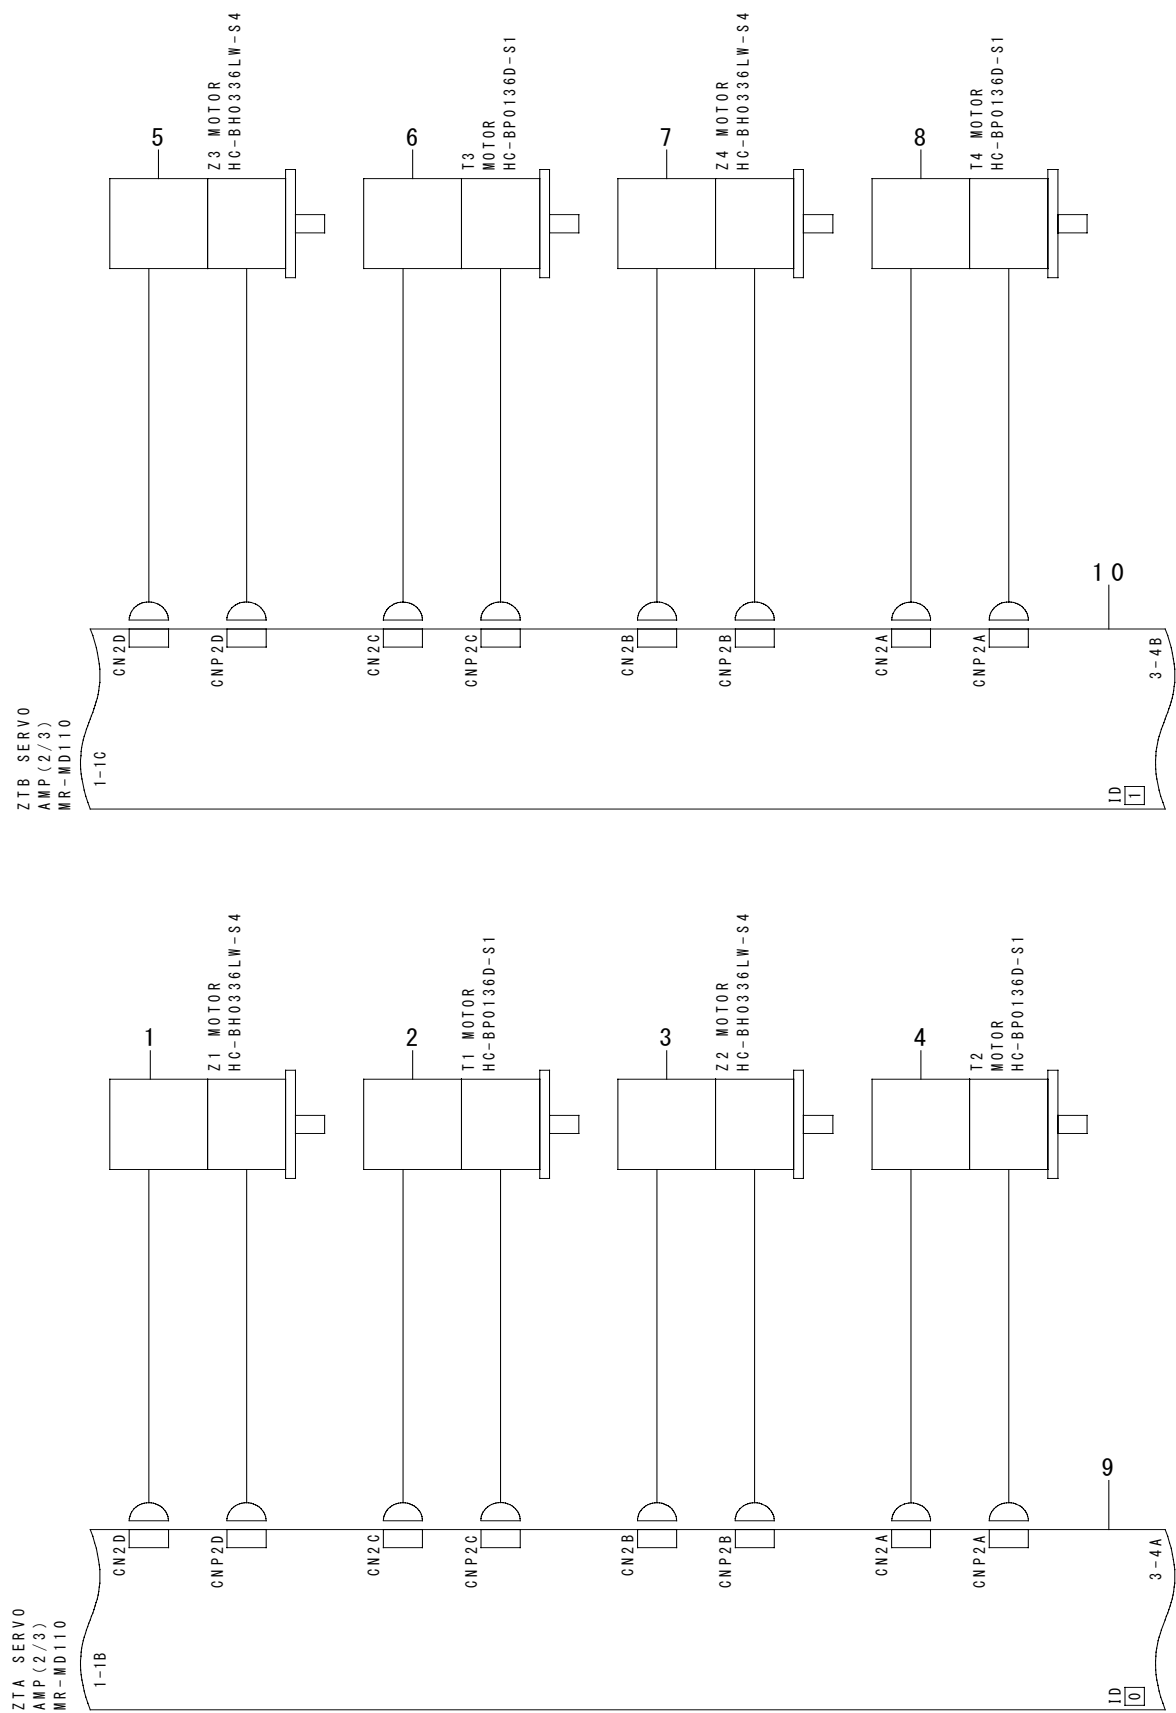 ZTB SERVO
AMP(2/3)
MR-MD110
1-1C
CN2D
CNP2D
CN2C
CNP2C
CN2B
CNP2B
CN2A
CNP2A
3-4B
ID
1
10
5
Z3 MOTOR
HC-BH0336LW-S4
6
T3
MOTOR
HC-BP0136D-S1
7
Z4 MOTOR
HC-BH0336LW-S4
8
T4 MOTOR
HC-BP0136D-S1
ZTA SERVO
AMP(2/3)
MR-MD110
1-1B
CN2D
CNP2D
CN2C
CNP2C
CN2B
CNP2B
CN2A
CNP2A
3-4A
ID
0
9
1
Z1 MOTOR
HC-BH0336LW-S4
2
T1 MOTOR
HC-BP0136D-S1
3
Z2 MOTOR
HC-BH0336LW-S4
4
T2
MOTOR
HC-BP0136D-S1